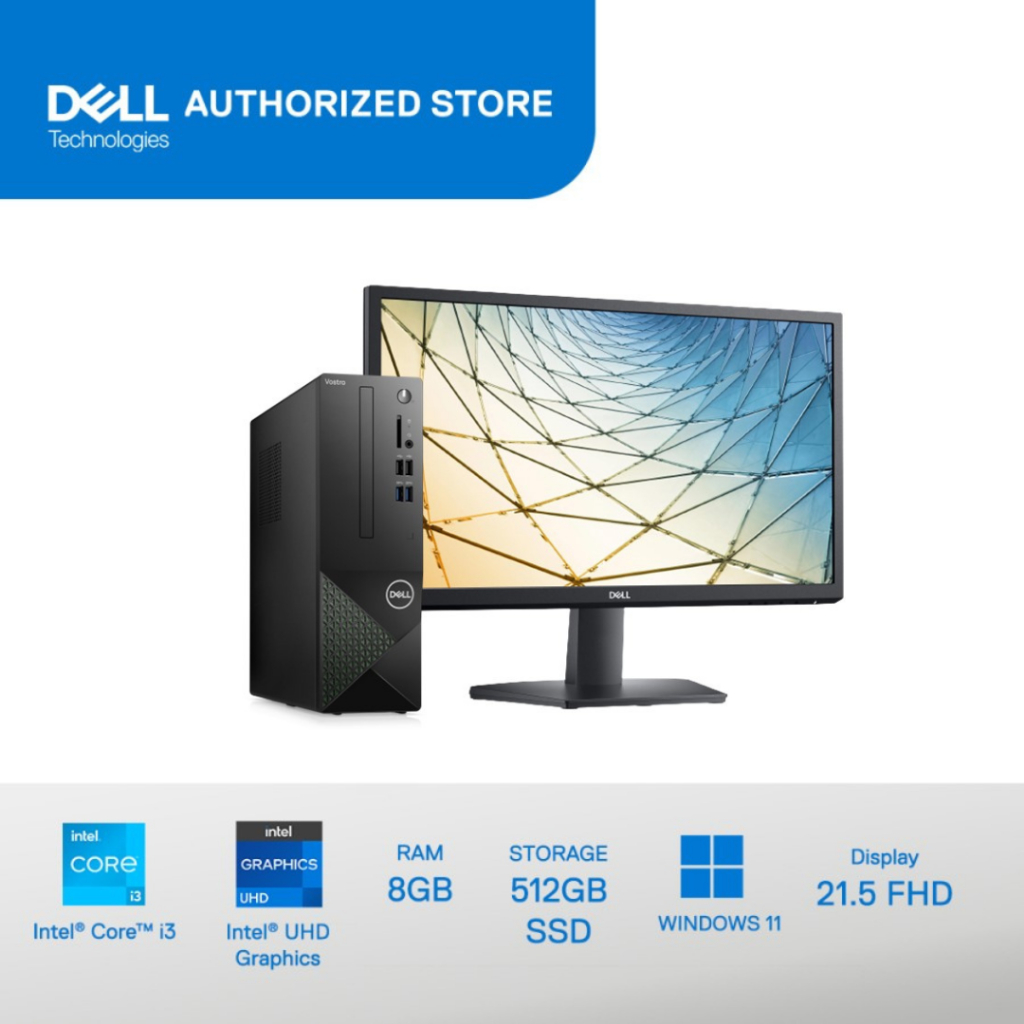 DELL AUTHORIZED STORE
Technologies
Vostro
DELL
DELL
intel.
CORE
i3
Intel® Core™ i3
intel
GRAPHICS
UHD
Intel® UHD
Graphics
RAM
8GB
STORAGE
512GB
SSD
WINDOWS 11
Display
21.5 FHD